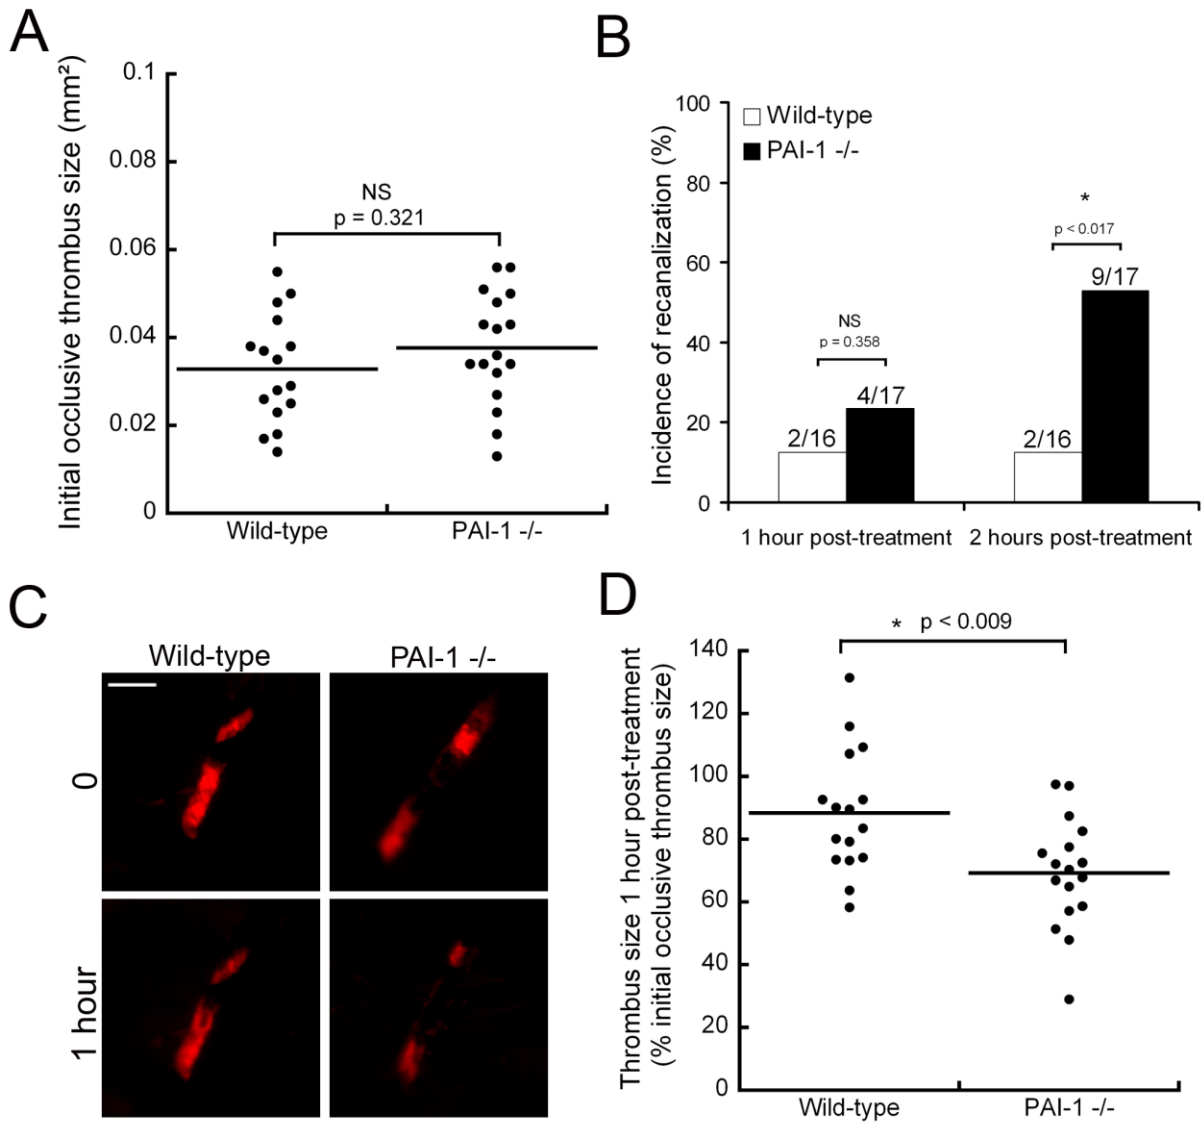 A
Initial occlusive thrombus size (mm²)
0.1
0.08
0.06
0.04
0.02
0
NS
p = 0.321
Wild-type
PAI-1 -/-
B
Incidence of recanalization (%)
100
80
60
40
20
0
Wild-type
PAI-1 -/-
NS
p = 0.358
2/16
4/17
*
p < 0.017
2/16
9/17
1 hour post-treatment
2 hours post-treatment
C
Wild-type
PAI-1 -/-
0
1 hour
D
Thrombus size 1 hour post-treatment
(% initial occlusive thrombus size)
140
120
100
80
60
40
20
0
* p < 0.009
Wild-type
PAI-1 -/-